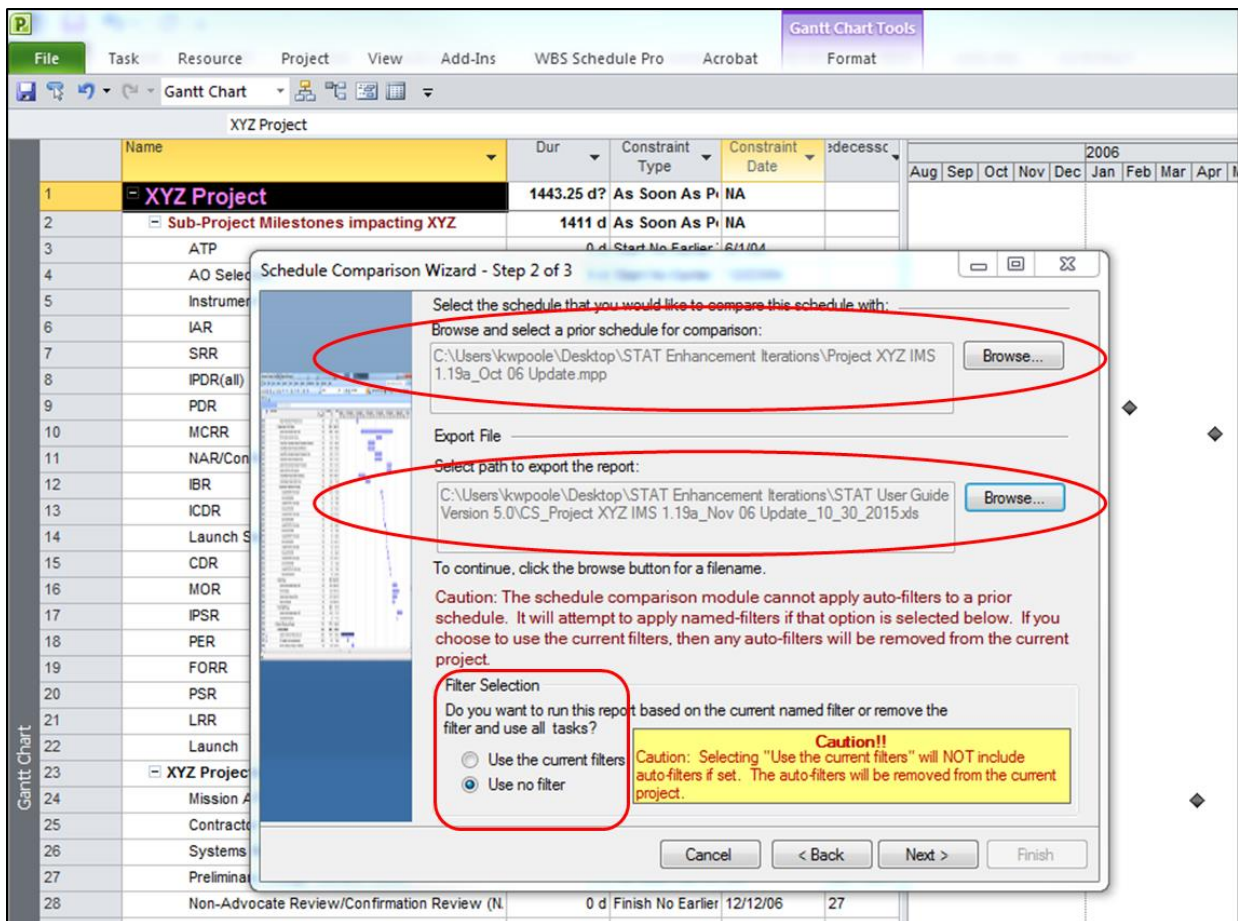 P
Gantt Chart Tools
File Task Resource Project View Add-Ins WBS Schedule Pro Acrobat Format
Gantt Chart
XYZ Project
Name Dur Constraint Type Constraint Date edecessc
2006
Aug Sep Oct Nov Dec Jan Feb Mar Apr
1 XYZ Project 1443.25 d? As Soon As P NA
2 Sub-Project Milestones impacting XYZ 1411 d As Soon As P NA
3 ATP 0 d Start No Earlier 6/1/04
4 AO Selec
5 Instrumer
6 IAR
7 SRR
8 IPDR(all)
9 PDR
10 MCRR
11 NAR/Con
12 IBR
13 ICDR
14 Launch S
15 CDR
16 MOR
17 IPSR
18 PER
19 FORR
20 PSR
21 LRR
22 Launch
23 XYZ Projec
24 Mission A
25 Contracto
26 Systems
27 Preliminar
28 Non-Advocate Review/Confirmation Review (N. 0 d Finish No Earlier 12/12/06 27
Gantt Chart
Schedule Comparison Wizard - Step 2 of 3
Select the schedule that you would like to compare this schedule with:
Browse and select a prior schedule for comparison:
C:\Users\kwpoole\Desktop\STAT Enhancement Iterations\Project XYZ IMS
1.19a_Oct 06 Update.mpp
Browse...
Export File
Select path to export the report:
C:\Users\kwpoole\Desktop\STAT Enhancement Iterations\STAT User Guide
Version 5.0\CS_Project XYZ IMS 1.19a_Nov 06 Update_10_30_2015.xls
Browse...
To continue, click the browse button for a filename.
Caution: The schedule comparison module cannot apply auto-filters to a prior
schedule. It will attempt to apply named-filters if that option is selected below. If you
choose to use the current filters, then any auto-filters will be removed from the current
project.
Filter Selection
Do you want to run this report based on the current named filter or remove the
filter and use all tasks?
Use the current filters
Use no filter
Caution!!
Caution: Selecting "Use the current filters" will NOT include
auto-filters if set. The auto-filters will be removed from the current
project.
Cancel < Back Next > Finish